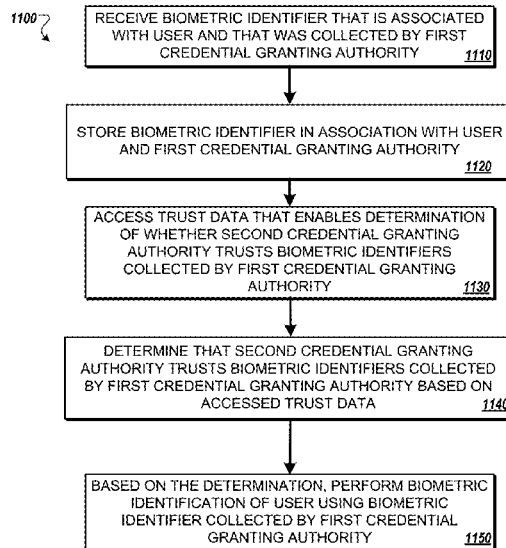 1100
RECEIVE BIOMETRIC IDENTIFIER THAT IS ASSOCIATED
WITH USER AND THAT WAS COLLECTED BY FIRST
CREDENTIAL GRANTING AUTHORITY
1110
STORE BIOMETRIC IDENTIFIER IN ASSOCIATION WITH USER
AND FIRST CREDENTIAL GRANTING AUTHORITY
1120
ACCESS TRUST DATA THAT ENABLES DETERMINATION
OF WHETHER SECOND CREDENTIAL GRANTING
AUTHORITY TRUSTS BIOMETRIC IDENTIFIERS
COLLECTED BY FIRST CREDENTIAL GRANTING
AUTHORITY
1130
DETERMINE THAT SECOND CREDENTIAL GRANTING
AUTHORITY TRUSTS BIOMETRIC IDENTIFIERS COLLECTED
BY FIRST CREDENTIAL GRANTING AUTHORITY BASED ON
ACCESSED TRUST DATA
1140
BASED ON THE DETERMINATION, PERFORM BIOMETRIC
IDENTIFICATION OF USER USING BIOMETRIC
IDENTIFIER COLLECTED BY FIRST CREDENTIAL
GRANTING AUTHORITY
1150